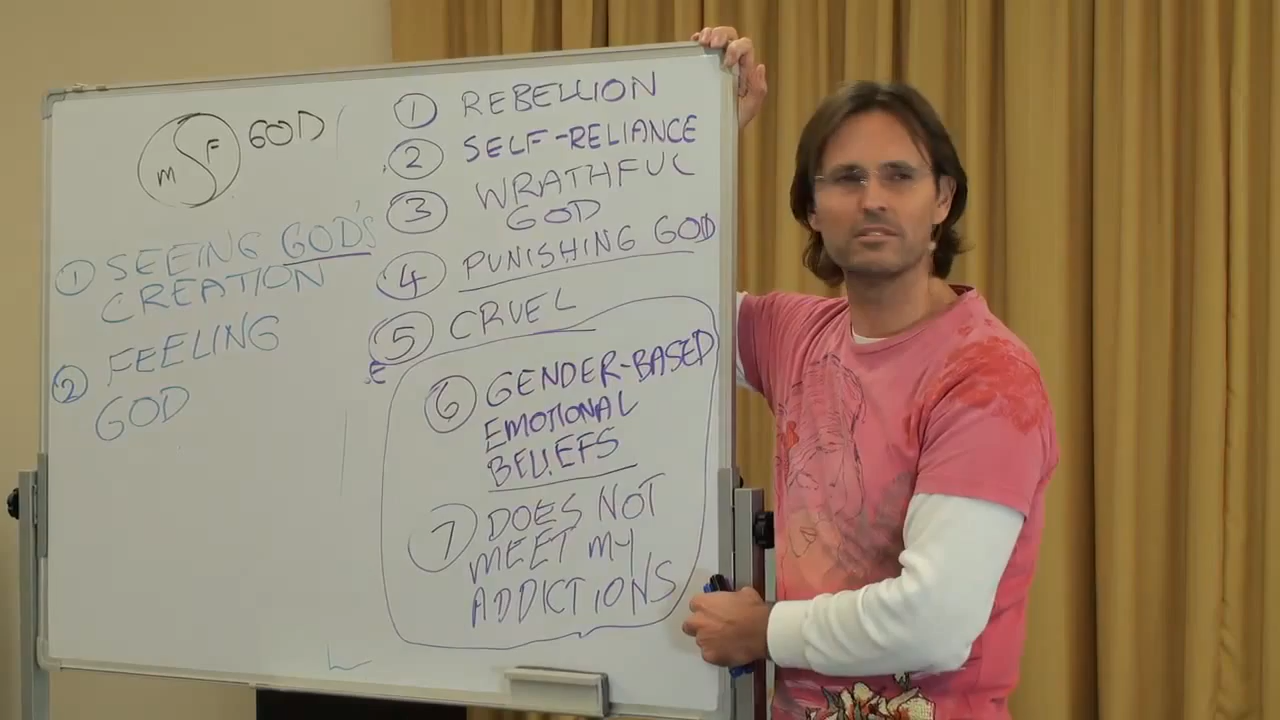 m F GOD
① SEEING GOD'S
CREATION
② FEELING
GOD
① REBELLION
② SELF-RELIANCE
③ WRATHFUL
GOD
④ PUNISHING GOD
⑤ CRUEL
⑥ GENDER-BASED
EMOTIONAL
BELIEFS
⑦ DOES NOT
MEET MY
ADDICTIONS